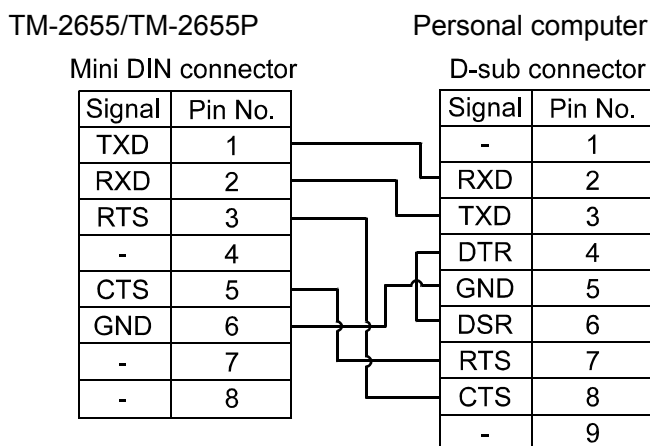 TM-2655/TM-2655P Personal computer
Mini DIN connector D-sub connector
Signal Pin No. Signal Pin No.
TXD 1 - 1
RXD 2 RXD 2
RTS 3 TXD 3
- 4 DTR 4
CTS 5 GND 5
GND 6 DSR 6
- 7 RTS 7
- 8 CTS 8
- 9